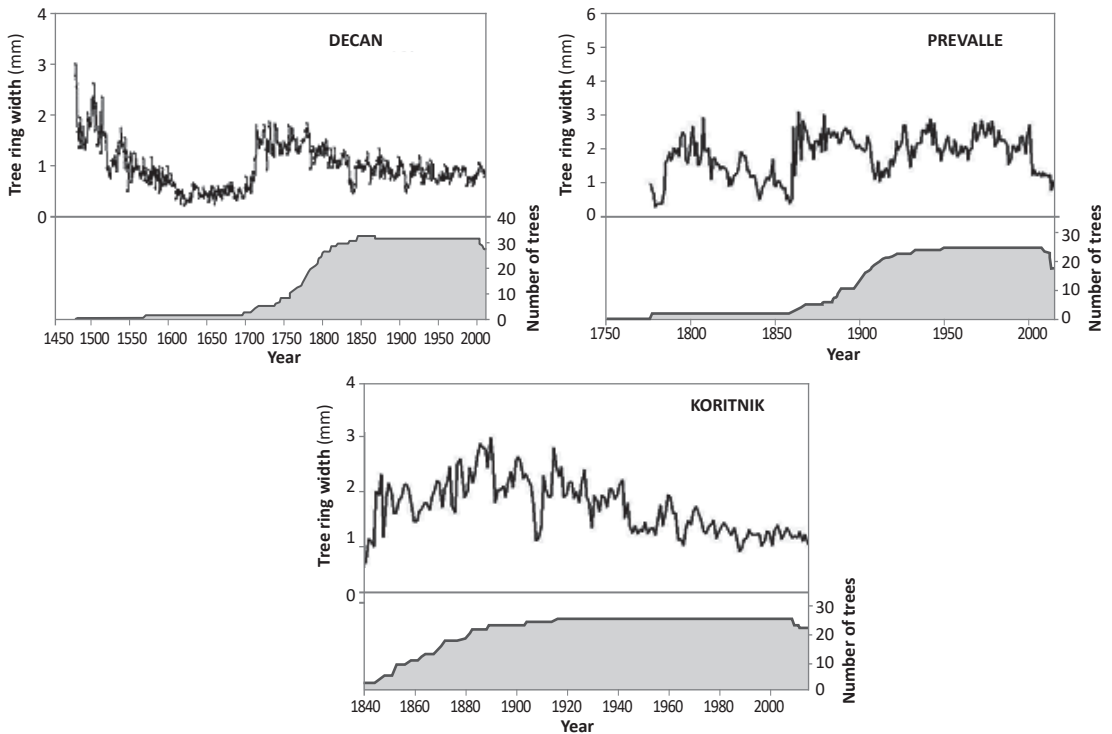 DECAN
Tree ring width (mm)
4
3
2
1
0
40
30
20
10
0
Number of trees
1450 1500 1550 1600 1650 1700 1750 1800 1850 1900 1950 2000
Year
PREVALLE
Tree ring width (mm)
6
5
4
3
2
1
0
30
20
10
0
Number of trees
1750 1800 1850 1900 1950 2000
Year
KORITNIK
Tree ring width (mm)
4
3
2
1
0
30
20
10
0
Number of trees
1840 1860 1880 1900 1920 1940 1960 1980 2000
Year